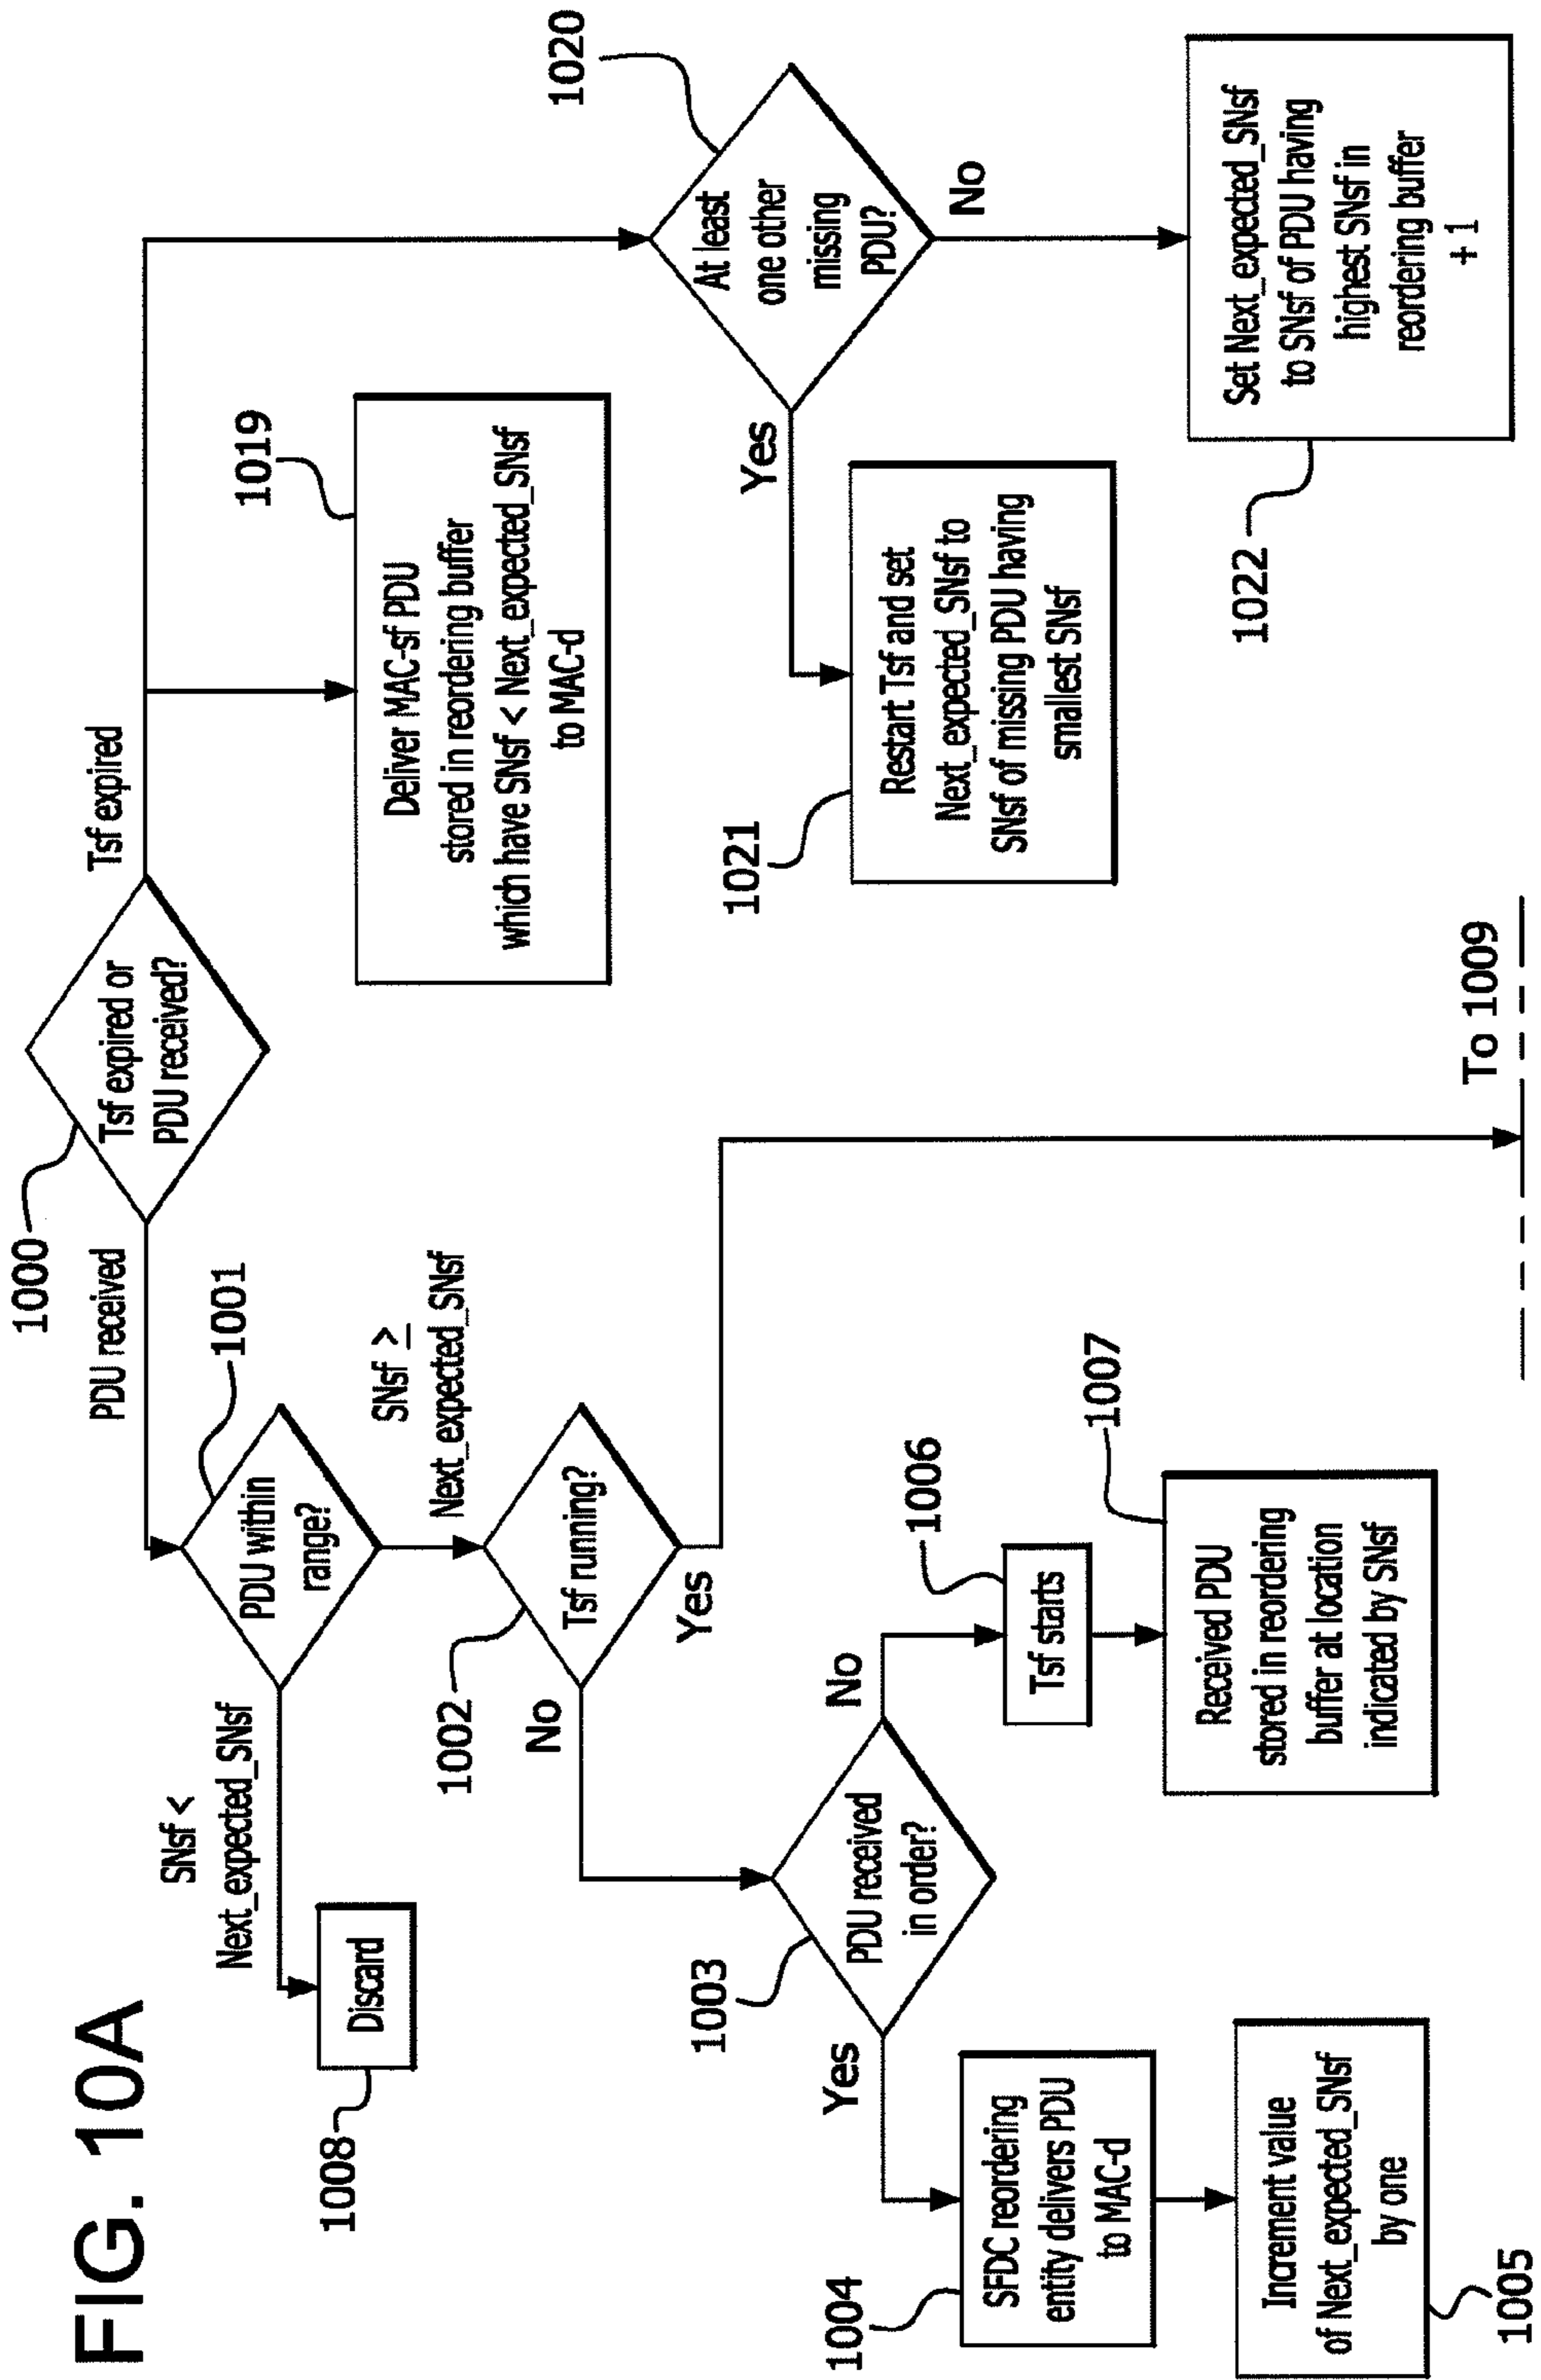 FIG. 10A
1000
Tsf expired or
PDU received?
PDU received
Tsf expired
1001
PDU within
range?
SNsf <
Next_expected_SNsf
SNsf ≥
Next_expected_SNsf
1008
Discard
1002
Tsf running?
No
Yes
1003
PDU received
in order?
Yes
No
1004
SFDC reordering
entity delivers PDU
to MAC-d
1005
Increment value
of Next_expected_SNsf
by one
1006
Tsf starts
1007
Received PDU
stored in reordering
buffer at location
indicated by SNsf
To 1009
1019
Deliver MAC-sf PDU
stored in reordering buffer
which have SNsf < Next_expected_SNsf
to MAC-d
1020
At least
one other
missing
PDU?
Yes
No
1021
Restart Tsf and set
Next_expected_SNsf to
SNsf of missing PDU having
smallest SNsf
1022
Set Next_expected_SNsf
to SNsf of PDU having
highest SNsf in
reordering buffer
+ 1